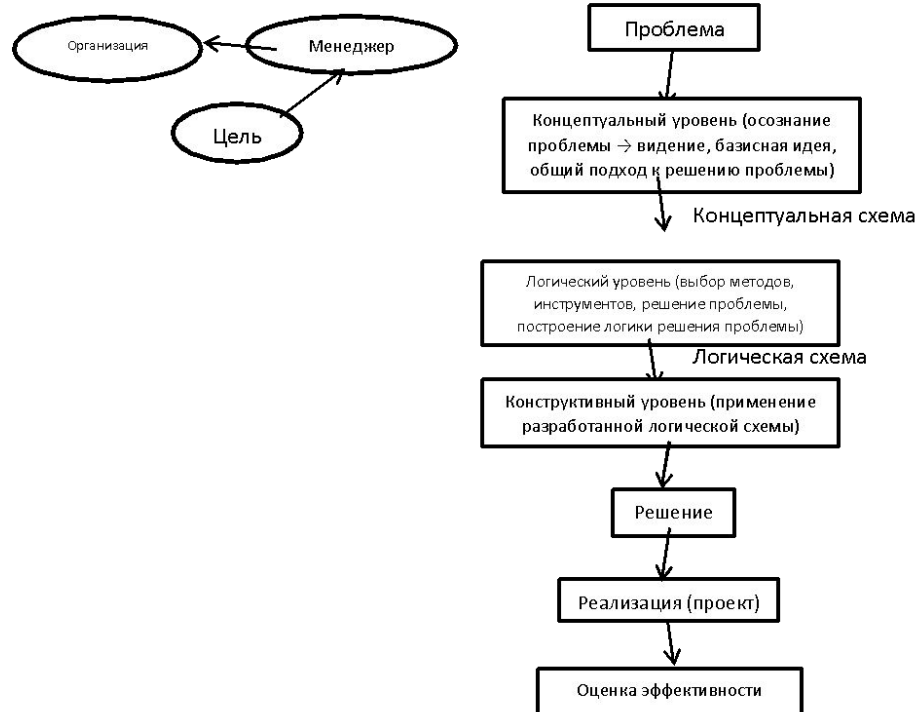 Организация
Менеджер
Цель
Проблема
Концептуальный уровень (осознание
проблемы → видение, базисная идея,
общий подход к решению проблемы)
Концептуальная схема
Логический уровень (выбор методов,
инструментов, решение проблемы,
построение логики решения проблемы)
Логическая схема
Конструктивный уровень (применение
разработанной логической схемы)
Решение
Реализация (проект)
Оценка эффективности